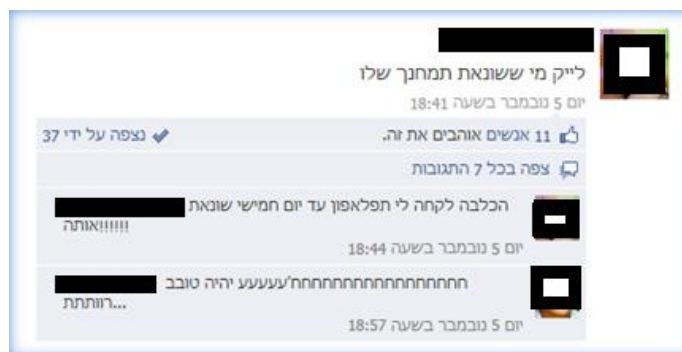 לייק מי ששונאת תמחנך שלו
יום 5 נובמבר בשעה 18:41
11 אנשים אוהבים את זה. נצפה על ידי 37
צפה בכל 7 התגובות
הכלבה לקחה לי תפלאפון עד יום חמישי שונאת
אותה!!!!!!
יום 5 נובמבר בשעה 18:44
חחחחחחחחחחחחחחחחחח'עעעעע יהיה טובב
רוותתת...
יום 5 נובמבר בשעה 18:57